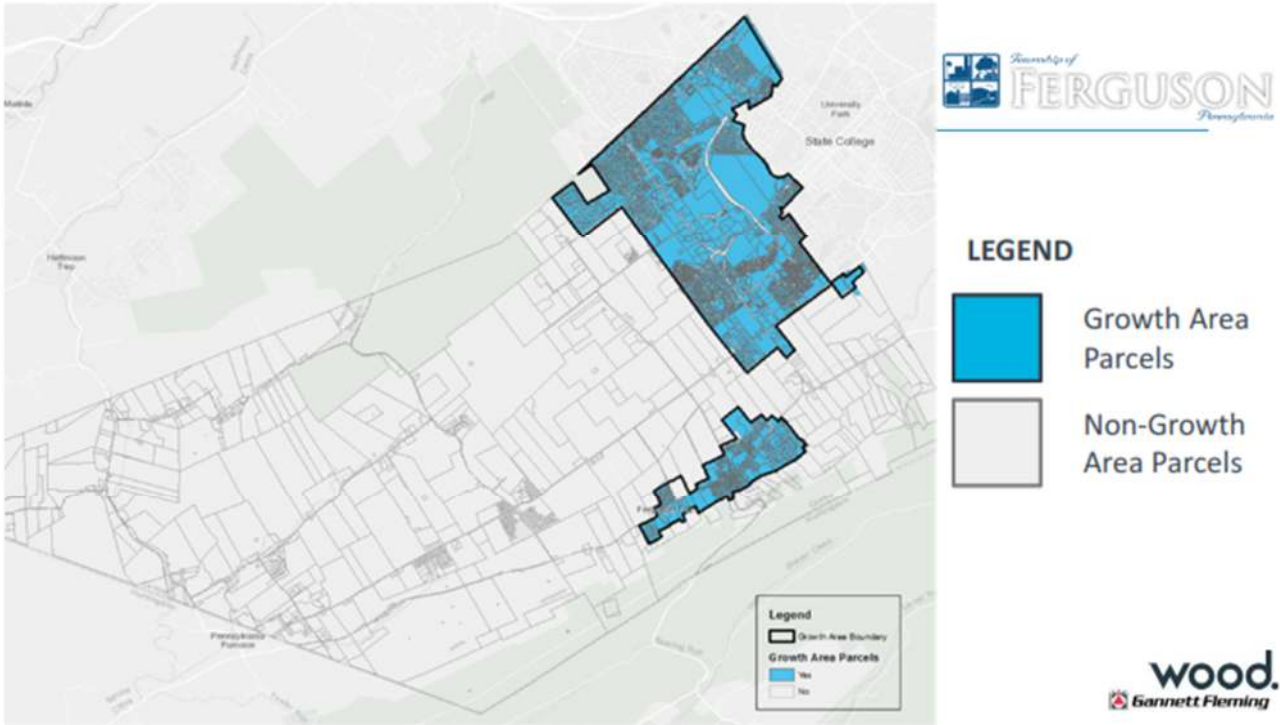 Township of
FERGUSON
Pennsylvania
University
Park
State College
LEGEND
Growth Area
Parcels
Non-Growth
Area Parcels
Pennsylvania
Furnace
Legend
Growth Area Boundary
Growth Area Parcels
Yes
No
wood.
Gannett Fleming